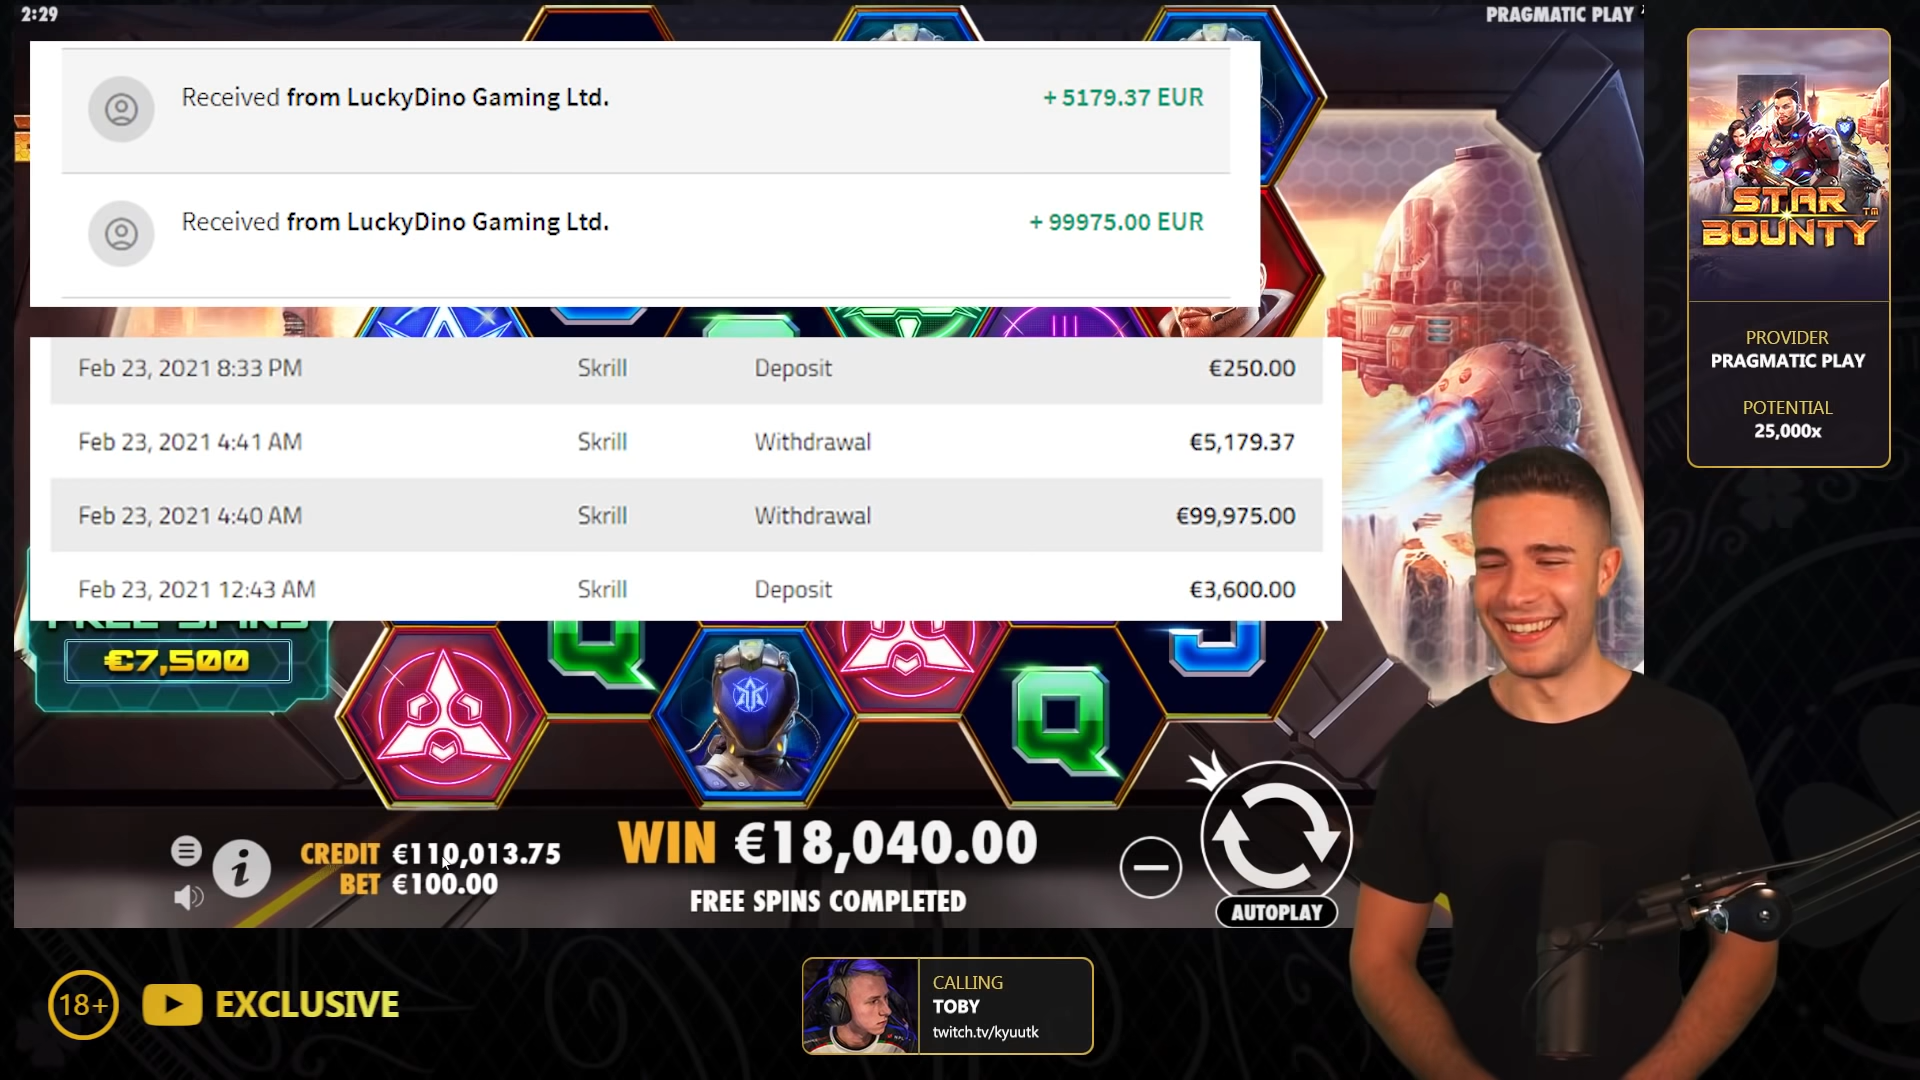 2:29
PRAGMATIC PLAY
Received from LuckyDino Gaming Ltd. + 5179.37 EUR
Received from LuckyDino Gaming Ltd. + 99975.00 EUR
Feb 23, 2021 8:33 PM Skrill Deposit €250.00
Feb 23, 2021 4:41 AM Skrill Withdrawal €5,179.37
Feb 23, 2021 4:40 AM Skrill Withdrawal €99,975.00
Feb 23, 2021 12:43 AM Skrill Deposit €3,600.00
FREE SPINS
€7,500
Q
Q
J
CREDIT €110,013.75
BET €100.00
WIN €18,040.00
FREE SPINS COMPLETED
AUTOPLAY
STAR
BOUNTY™
PROVIDER
PRAGMATIC PLAY
POTENTIAL
25,000x
18+
EXCLUSIVE
CALLING
TOBY
twitch.tv/kyuutk